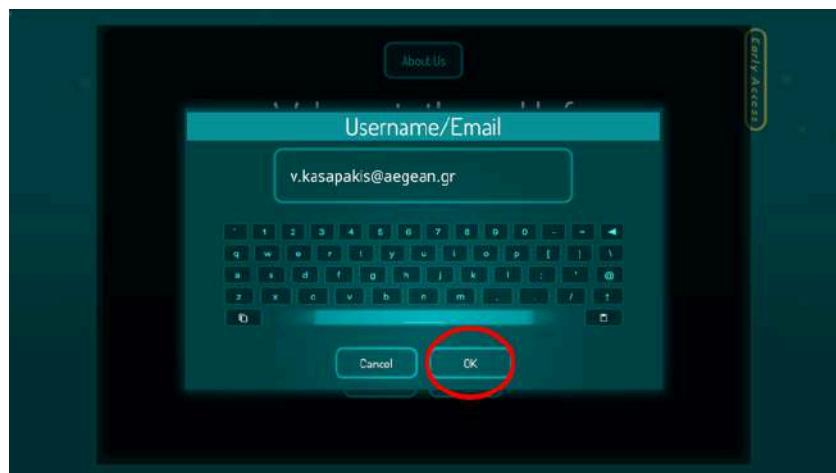 About Us
Early Access
Username/Email
v.kasapakis@aegean.gr
1 2 3 4 5 6 7 8 9 0 - =
q w e r t y u i o p [ ] \
a s d f g h j k l ; ' @
z x c v b n m , . /
Cancel OK